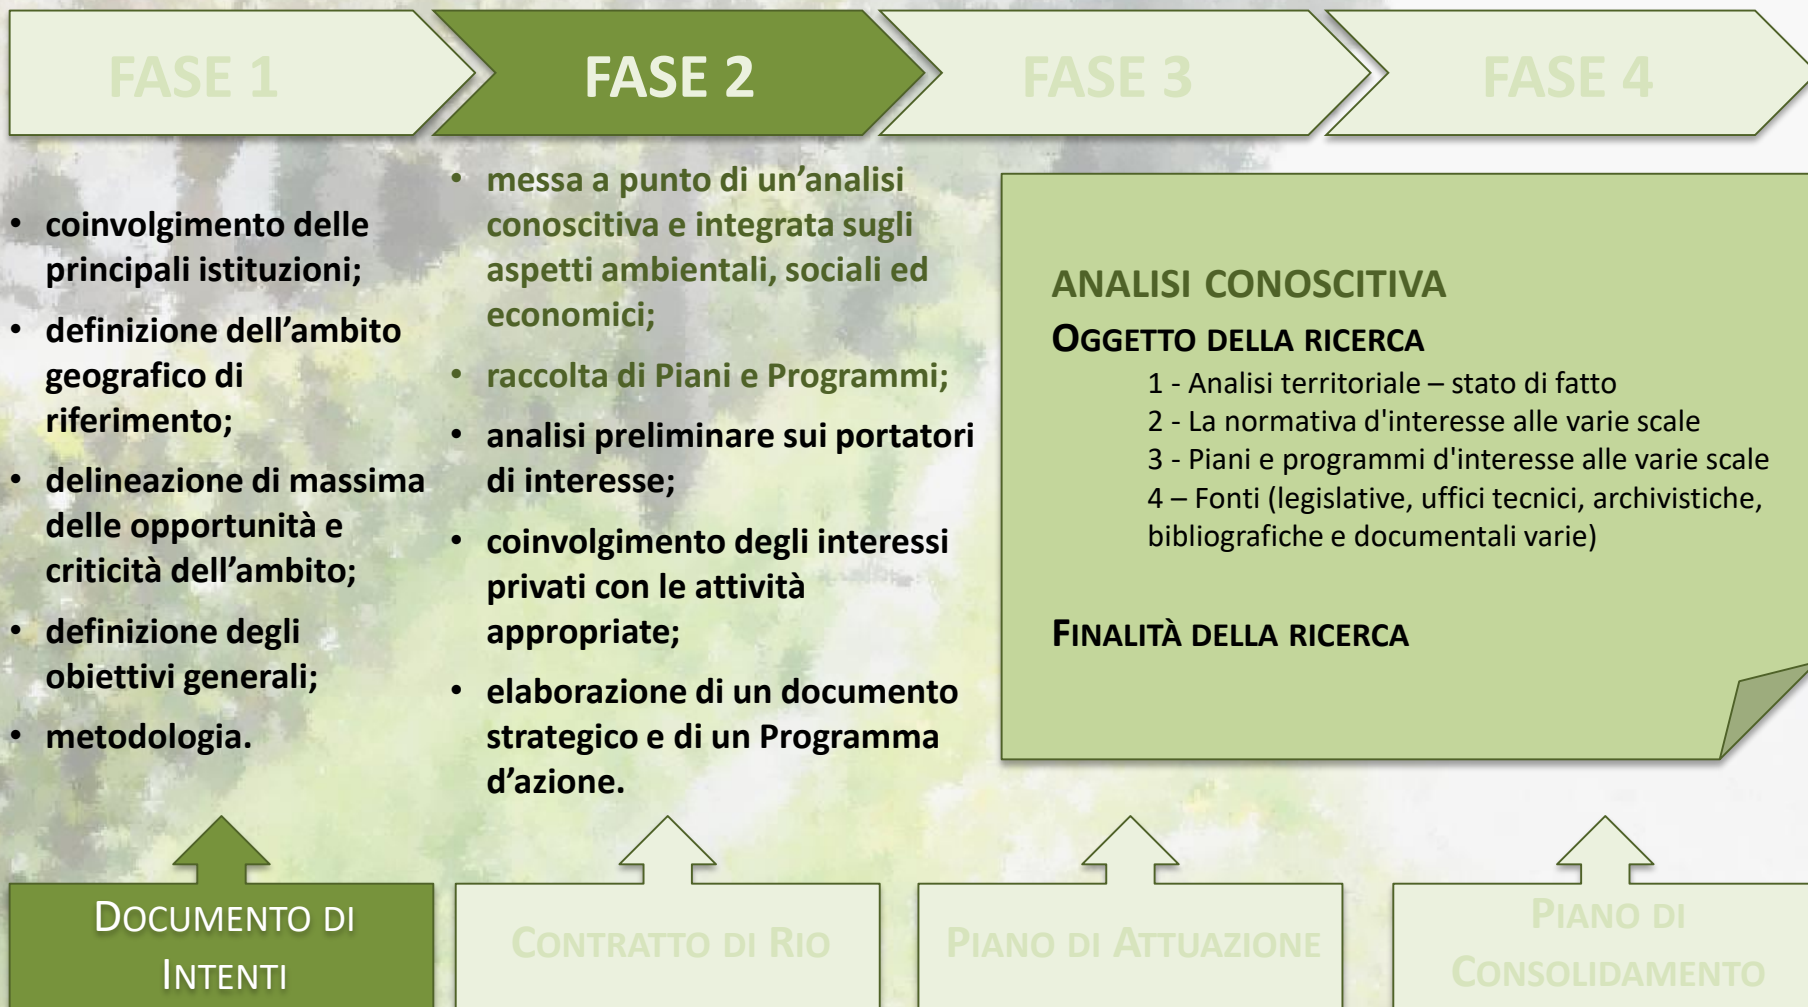 FASE 1
FASE 2
FASE 3
FASE 4
• coinvolgimento delle
principali istituzioni;
• definizione dell’ambito
geografico di
riferimento;
• delineazione di massima
delle opportunità e
criticità dell’ambito;
• definizione degli
obiettivi generali;
• metodologia.
• messa a punto di un’analisi
conoscitiva e integrata sugli
aspetti ambientali, sociali ed
economici;
• raccolta di Piani e Programmi;
• analisi preliminare sui portatori
di interesse;
• coinvolgimento degli interessi
privati con le attività
appropriate;
• elaborazione di un documento
strategico e di un Programma
d’azione.
ANALISI CONOSCITIVA
OGGETTO DELLA RICERCA
1 - Analisi territoriale – stato di fatto
2 - La normativa d'interesse alle varie scale
3 - Piani e programmi d'interesse alle varie scale
4 – Fonti (legislative, uffici tecnici, archivistiche,
bibliografiche e documentali varie)
FINALITÀ DELLA RICERCA
DOCUMENTO DI
INTENTI
CONTRATTO DI RIO
PIANO DI ATTUAZIONE
PIANO DI
CONSOLIDAMENTO